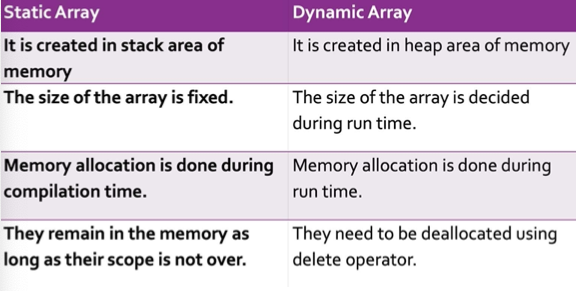 Static Array
Dynamic Array
It is created in stack area of
memory
It is created in heap area of memory
The size of the array is fixed.
The size of the array is decided
during run time.
Memory allocation is done during
compilation time.
Memory allocation is done during
run time.
They remain in the memory as
long as their scope is not over.
They need to be deallocated using
delete operator.